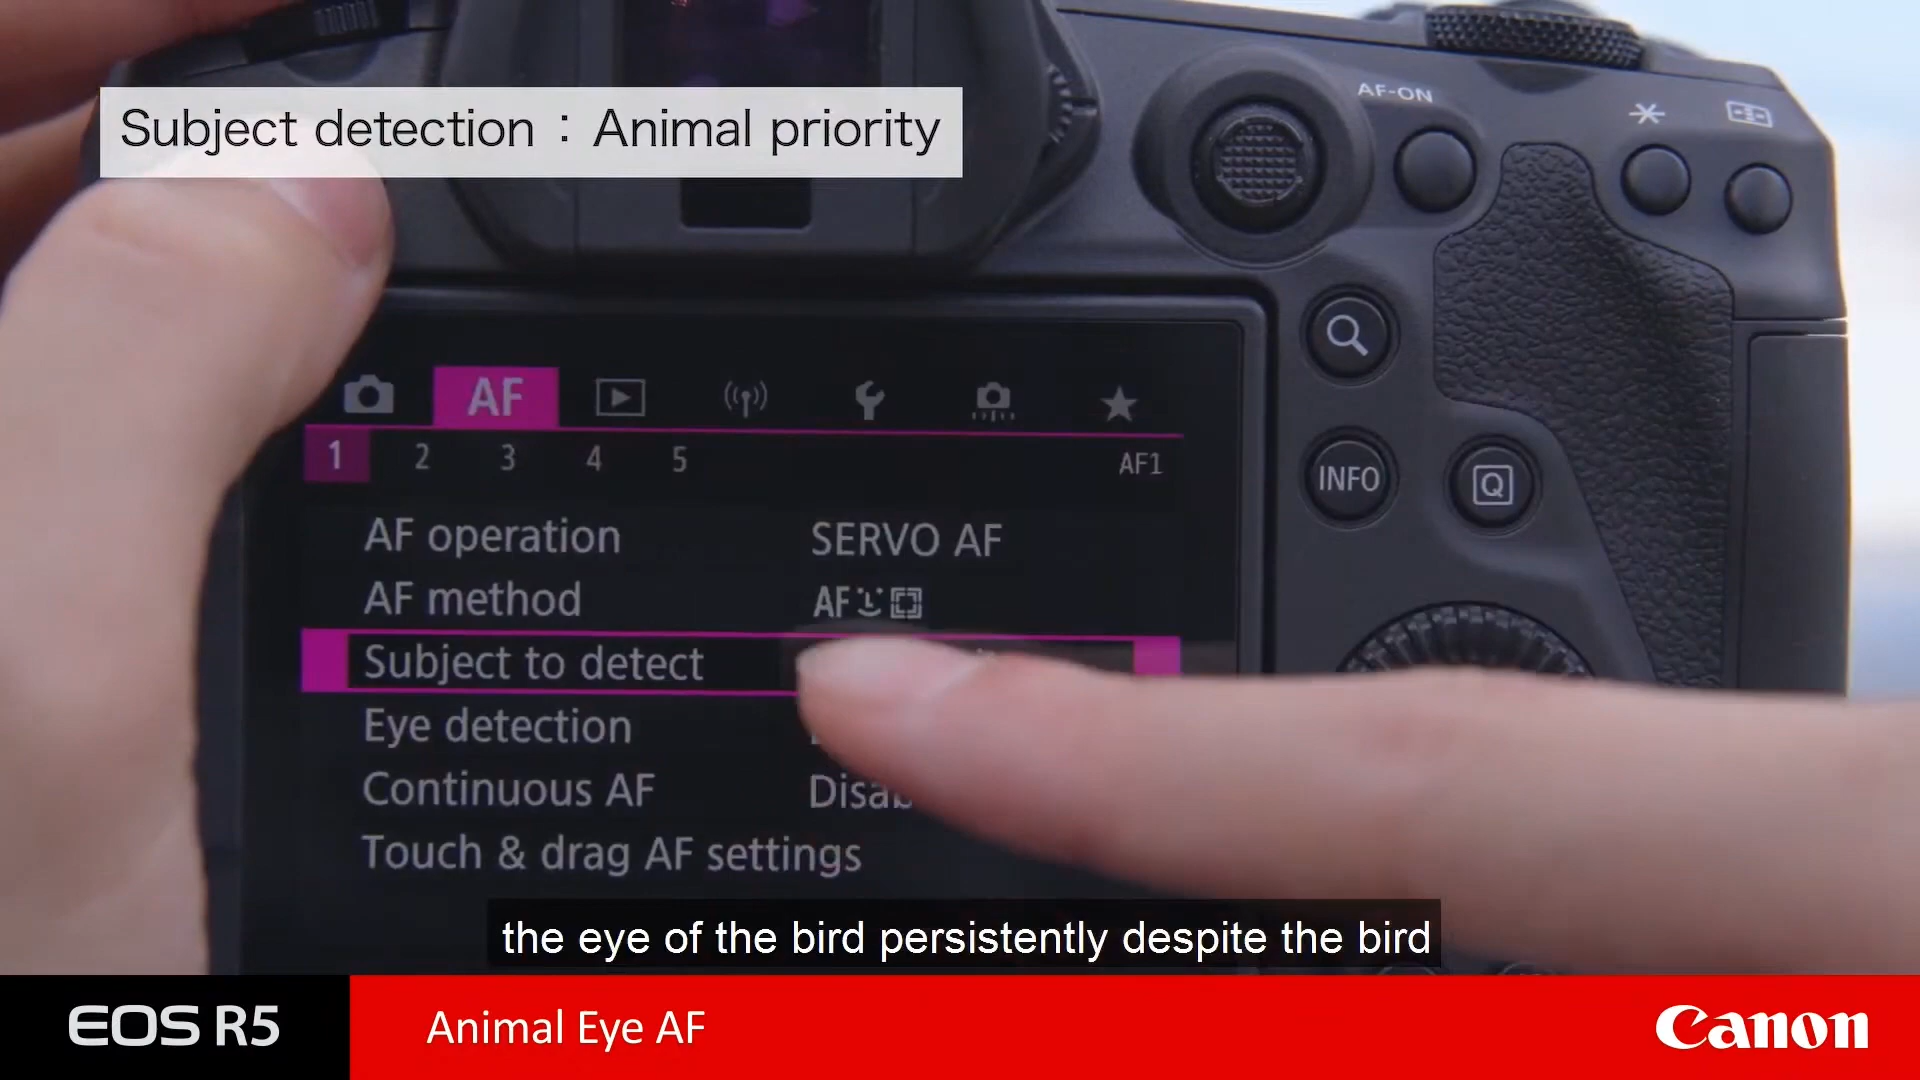 Subject detection : Animal priority
AF-ON
AF
1 2 3 4 5 AF1
AF operation SERVO AF
AF method AF
Subject to detect
Eye detection
Continuous AF
Touch & drag AF settings
INFO
Q
the eye of the bird persistently despite the bird
EOS R5
Animal Eye AF
Canon